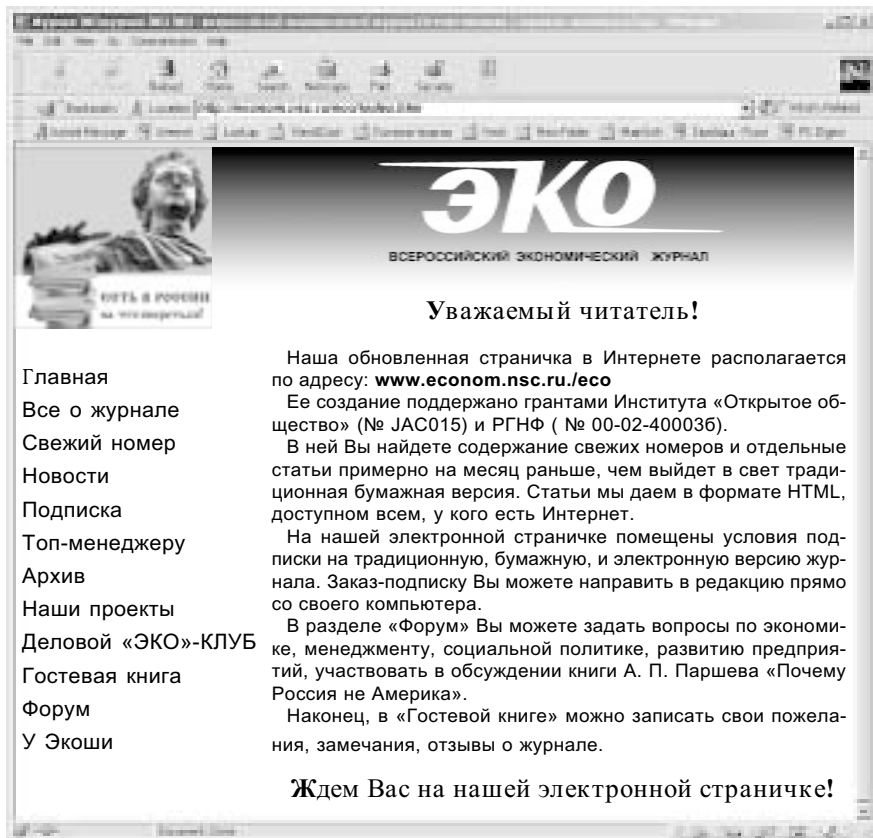 ЭКО
ВСЕРОССИЙСКИЙ ЭКОНОМИЧЕСКИЙ ЖУРНАЛ
ЕСТЬ В РОССИИ
на что опереться!
Уважаемый читатель!
Главная
Все о журнале
Свежий номер
Новости
Подписка
Топ-менеджеру
Архив
Наши проекты
Деловой «ЭКО»-КЛУБ
Гостевая книга
Форум
У Экоши
Наша обновленная страничка в Интернете располагается
по адресу: www.econom.nsc.ru./eco
Ее создание поддержано грантами Института «Открытое об-
щество» (№ JAC015) и РГНФ ( № 00-02-40003б).
В ней Вы найдете содержание свежих номеров и отдельные
статьи примерно на месяц раньше, чем выйдет в свет тради-
ционная бумажная версия. Статьи мы даем в формате HTML,
доступном всем, у кого есть Интернет.
На нашей электронной страничке помещены условия под-
писки на традиционную, бумажную, и электронную версию жур-
нала. Заказ-подписку Вы можете направить в редакцию прямо
со своего компьютера.
В разделе «Форум» Вы можете задать вопросы по экономи-
ке, менеджменту, социальной политике, развитию предприя-
тий, участвовать в обсуждении книги А. П. Паршева «Почему
Россия не Америка».
Наконец, в «Гостевой книге» можно записать свои пожела-
ния, замечания, отзывы о журнале.
Ждем Вас на нашей электронной страничке!